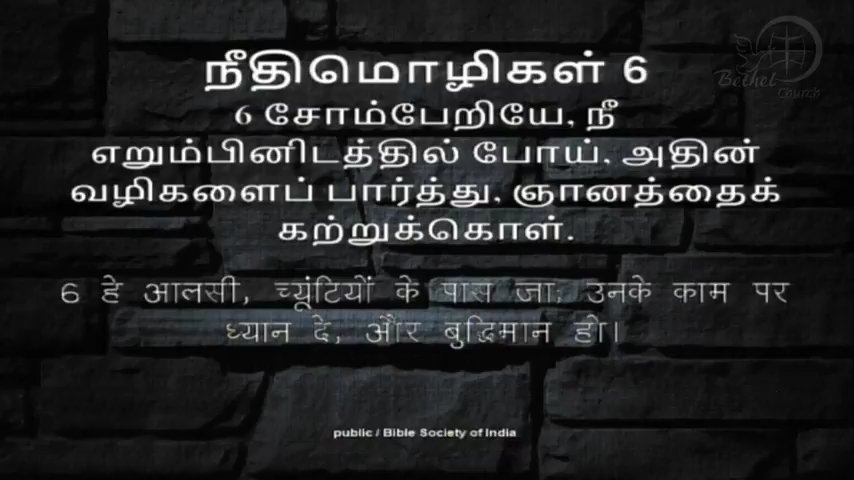 நீதிமொழிகள் 6
6 சோம்பேறியே, நீ
எறும்பினிடத்தில் போய், அதின்
வழிகளைப் பார்த்து, ஞானத்தைக்
கற்றுக்கொள்.
6 हे आलसी, च्यूंटियों के पास जा; उनके काम पर
ध्यान दे, और बुद्धिमान हो।
public / Bible Society of India
Bethel
Church